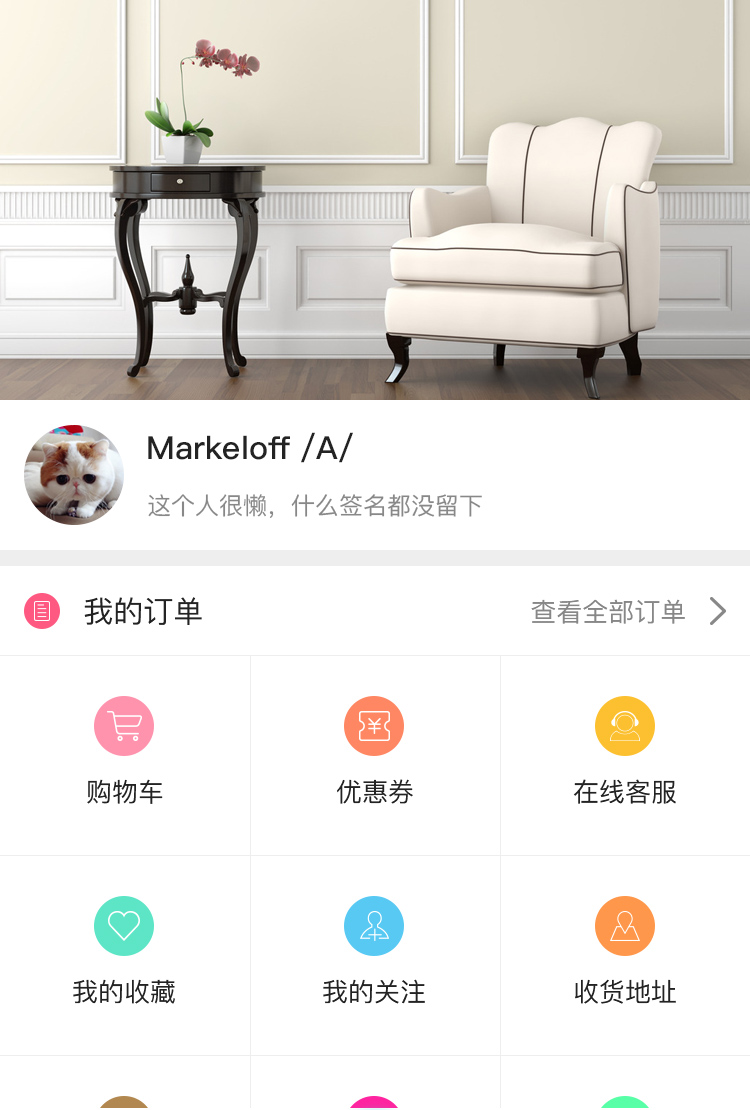 Markeloff /A/
这个人很懒，什么签名都没留下
我的订单 查看全部订单
购物车 优惠券 在线客服
我的收藏 我的关注 收货地址